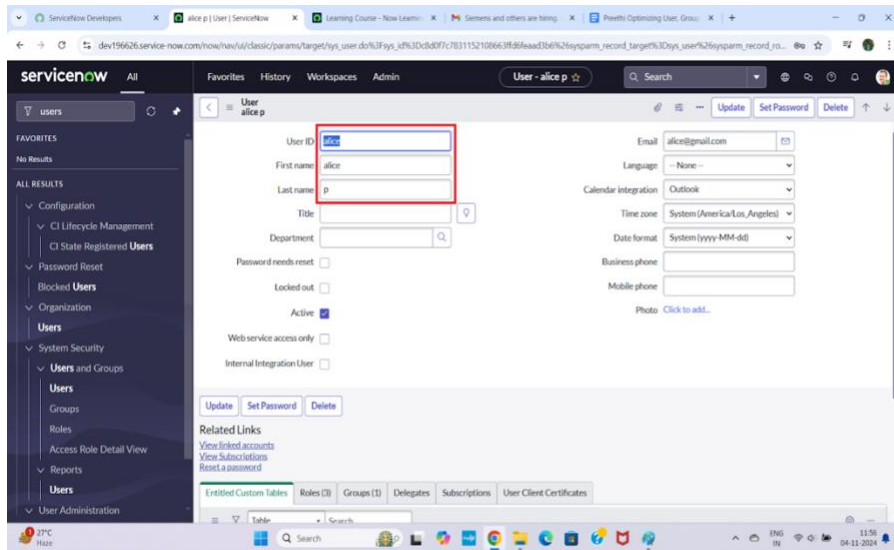 ServiceNow Developers
alice p | User | ServiceNow
Learning Course - Now Learnin
Siemens and others are hiring
Preethi Optimizing User, Group
dev196626.service-now.com/now/nav/ui/classic/params/target/sys_user.do%3Fsys_id%3Dc8d0f7c7831152108663ffd6feaad3b6%26sysparm_record_target%3Dsys_user%26sysparm_record_ro...
servicenow
All
Favorites
History
Workspaces
Admin
User - alice p
Search
users
User
alice p
Update
Set Password
Delete
FAVORITES
No Results
ALL RESULTS
Configuration
CI Lifecycle Management
CI State Registered Users
Password Reset
Blocked Users
Organization
Users
System Security
Users and Groups
Users
Groups
Roles
Access Role Detail View
Reports
Users
User Administration
User ID alice
First name alice
Last name p
Title
Department
Password needs reset
Locked out
Active
Web service access only
Internal Integration User
Email alice@gmail.com
Language -- None --
Calendar integration Outlook
Time zone System (America/Los_Angeles)
Date format System (yyyy-MM-dd)
Business phone
Mobile phone
Photo Click to add...
Update
Set Password
Delete
Related Links
View linked accounts
View Subscriptions
Reset a password
Entitled Custom Tables
Roles (3)
Groups (1)
Delegates
Subscriptions
User Client Certificates
Table
Search
27°C
Haze
Search
ENG
IN
11:56
04-11-2024